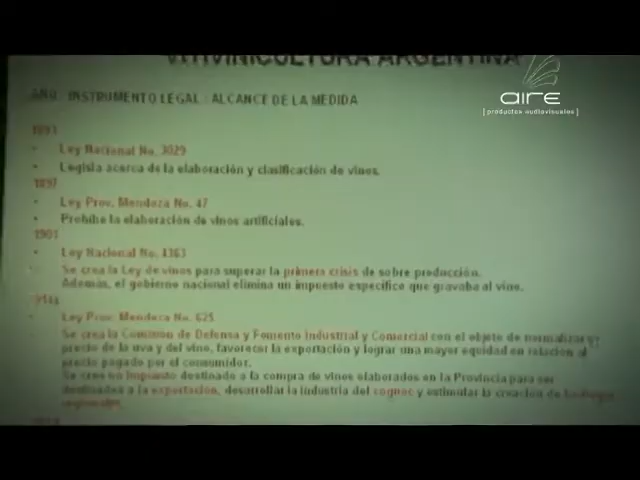 VITIVINICULTURA ARGENTINA
aire
[ productos audiovisuales ]
AÑO - INSTRUMENTO LEGAL - ALCANCE DE LA MEDIDA
1893
• Ley Nacional No. 3029
• Legisla acerca de la elaboración y clasificación de vinos.
1897
• Ley Prov. Mendoza No. 47
• Prohíbe la elaboración de vinos artificiales.
1901
• Ley Nacional No. 3363
Se crea la Ley de vinos para superar la primera crisis de sobre producción.
Además, el gobierno nacional elimina un impuesto específico que gravaba al vino.
• Ley Prov. Mendoza No. 625
Se crea la Comisión de Defensa y Fomento Industrial y Comercial con el objeto de normalizar el
precio de la uva y del vino, favorecer la exportación y lograr una mayor equidad en relación al
precio pagado por el consumidor.
Se crea un impuesto destinado a la compra de vinos elaborados en la Provincia para ser
destinados a la exportación, desarrollar la industria del cognac y estimular la creación de bodegas
regionales.